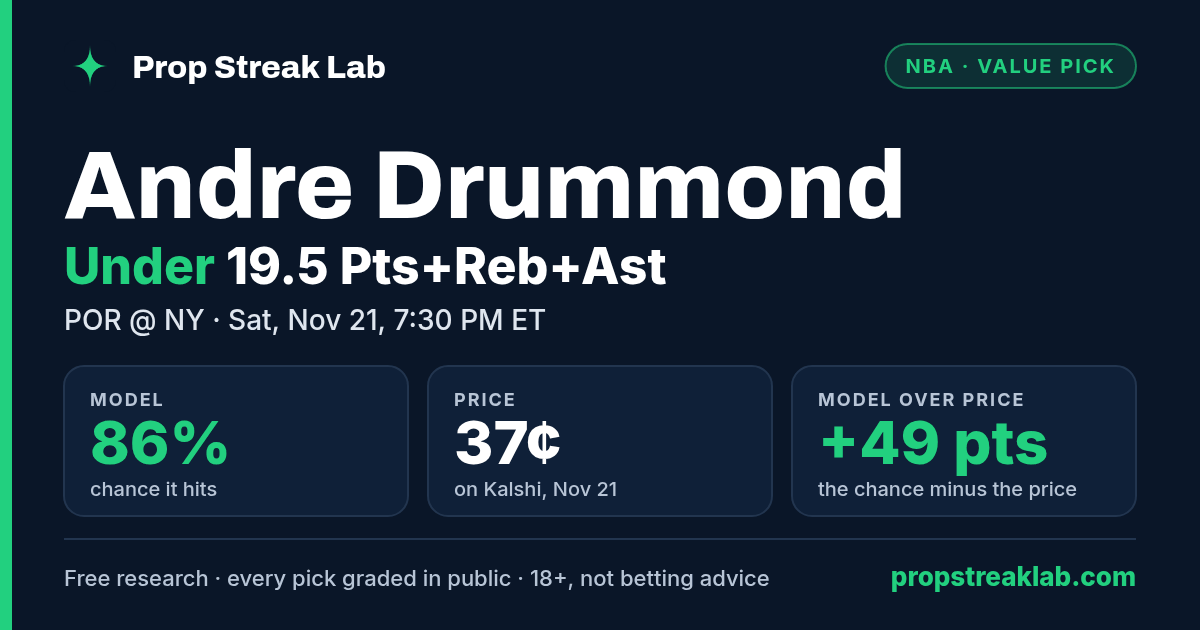 Prop Streak Lab
NBA · VALUE PICK
Andre Drummond
Under 19.5 Pts+Reb+Ast
POR @ NY · Sat, Nov 21, 7:30 PM ET
MODEL
86%
chance it hits
PRICE
37¢
on Kalshi, Nov 21
MODEL OVER PRICE
+49 pts
the chance minus the price
Free research · every pick graded in public · 18+, not betting advice
propstreaklab.com